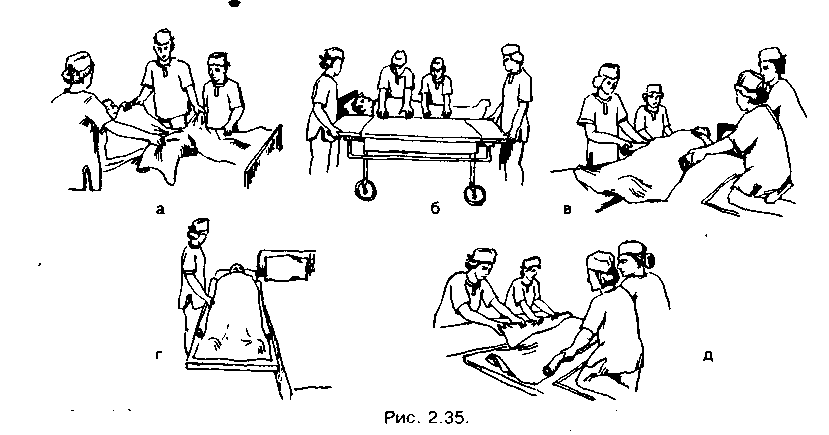 а б в
г д
Рис. 2.35.